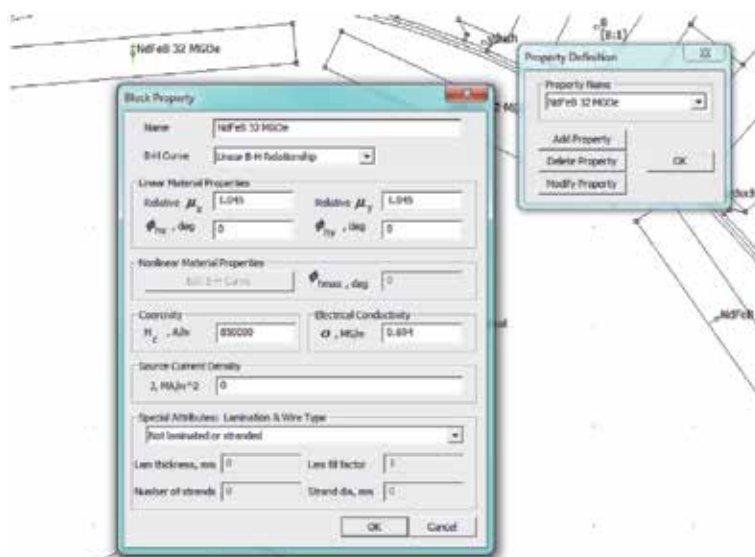 NdFeB 32 MGOe
B
[8:1]
Property Definition
Property Name
NdFeB 32 MGOe
Add Property
Delete Property
OK
Modify Property
Block Property
Name
NdFeB 32 MGOe
B-H Curve
Linear B-H Relationship
Linear Material Properties
Relative μx 1.045
Relative μy 1.045
ϕhx , deg 0
ϕhy , deg 0
Nonlinear Material Properties
Edit B-H Curve
ϕhmax , deg 0
Coercivity
Hc , A/m 850000
Electrical Conductivity
σ , MS/m 0.694
Source Current Density
J, MA/m^2 0
Special Attributes: Lamination & Wire Type
Not laminated or stranded
Lam thickness, mm 0
Lam fill factor 1
Number of strands 0
Strand dia, mm 0
OK
Cancel
NdFeB